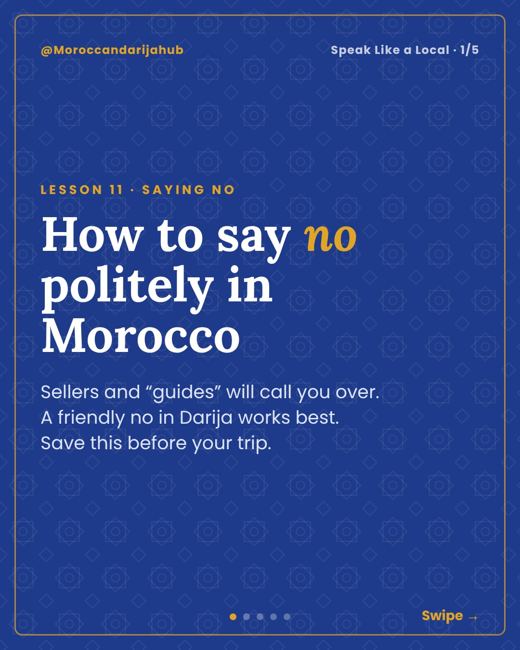 @Moroccandarijahub
Speak Like a Local · 1/5
LESSON 11 · SAYING NO
How to say no
politely in
Morocco
Sellers and “guides” will call you over.
A friendly no in Darija works best.
Save this before your trip.
Swipe →